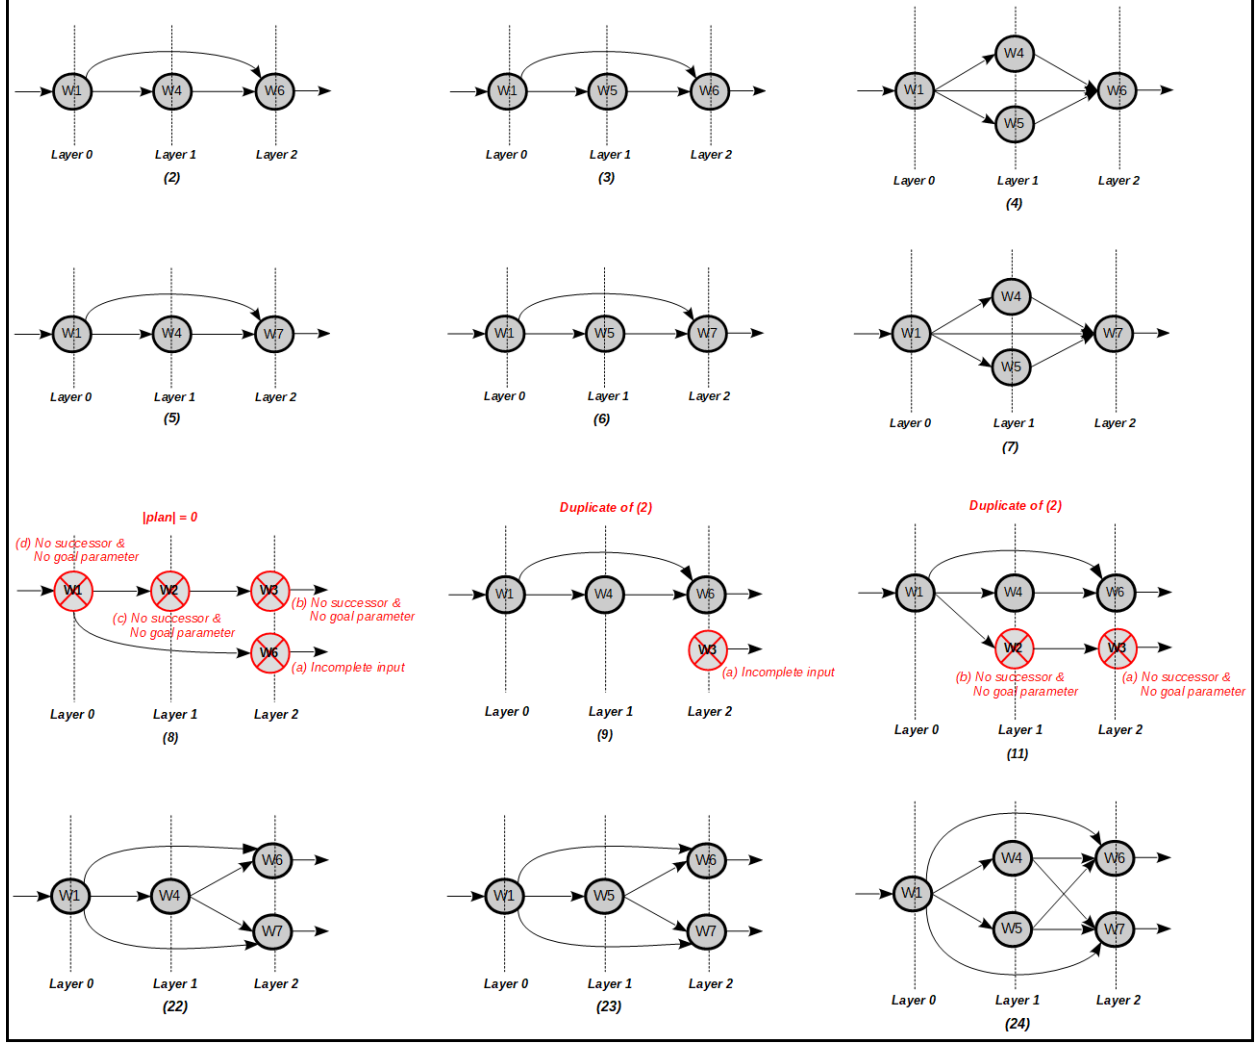 W1 W4 W6
Layer 0 Layer 1 Layer 2
(2)
W1 W5 W6
Layer 0 Layer 1 Layer 2
(3)
W4
W1 W6
W5
Layer 0 Layer 1 Layer 2
(4)
W1 W4 W7
Layer 0 Layer 1 Layer 2
(5)
W1 W5 W7
Layer 0 Layer 1 Layer 2
(6)
W4
W1 W7
W5
Layer 0 Layer 1 Layer 2
(7)
|plan| = 0
(d) No successor &
No goal parameter
W1 W2 W3
(b) No successor &
No goal parameter
(c) No successor &
No goal parameter
W6
(a) Incomplete input
Layer 0 Layer 1 Layer 2
(8)
Duplicate of (2)
W1 W4 W6
W3
(a) Incomplete input
Layer 0 Layer 1 Layer 2
(9)
Duplicate of (2)
W1 W4 W6
W2 W3
(b) No successor &
No goal parameter
(a) No successor &
No goal parameter
Layer 0 Layer 1 Layer 2
(11)
W6
W1 W4
W7
Layer 0 Layer 1 Layer 2
(22)
W6
W1 W5
W7
Layer 0 Layer 1 Layer 2
(23)
W4 W6
W1
W5 W7
Layer 0 Layer 1 Layer 2
(24)